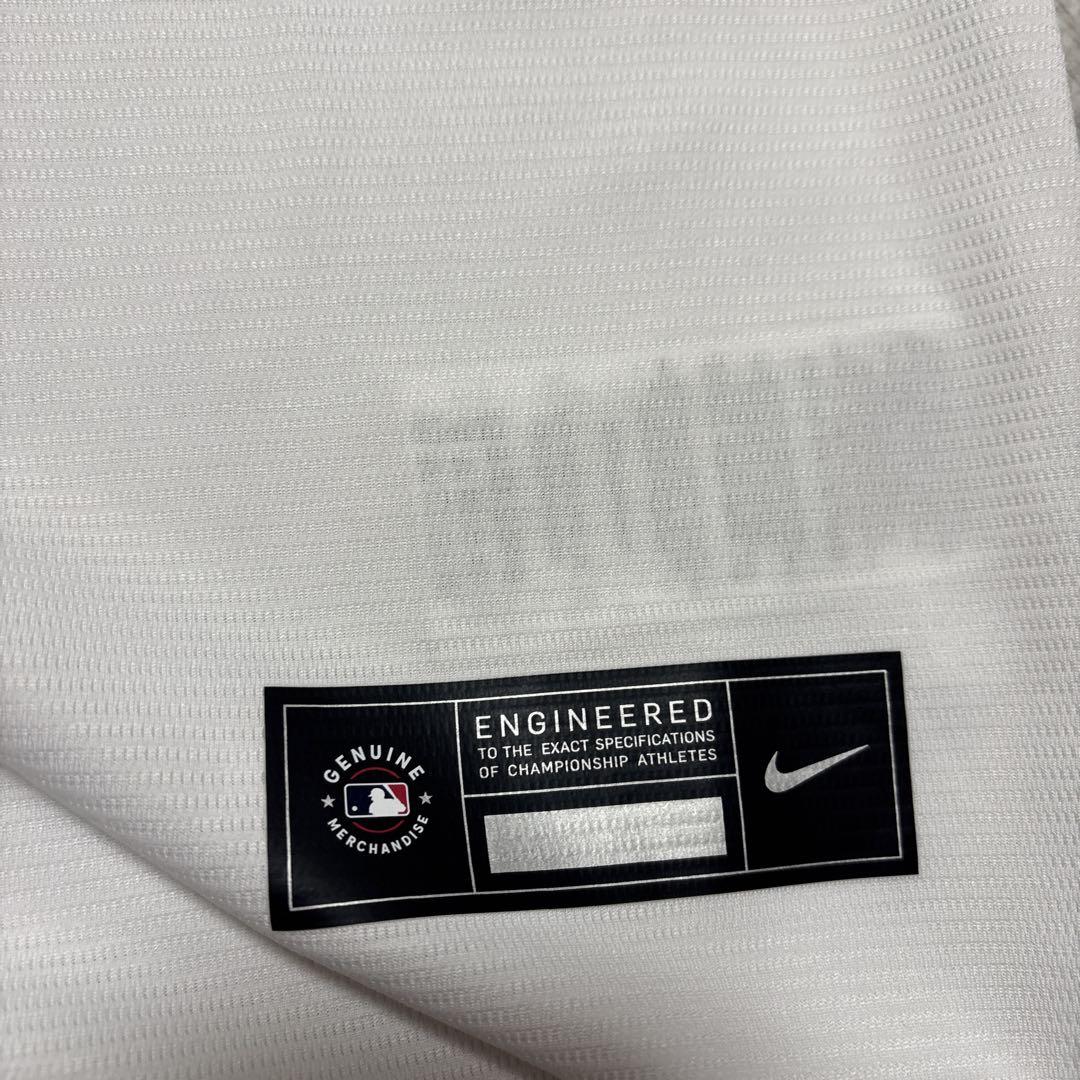 GENUINE
MERCHANDISE
ENGINEERED
TO THE EXACT SPECIFICATIONS
OF CHAMPIONSHIP ATHLETES